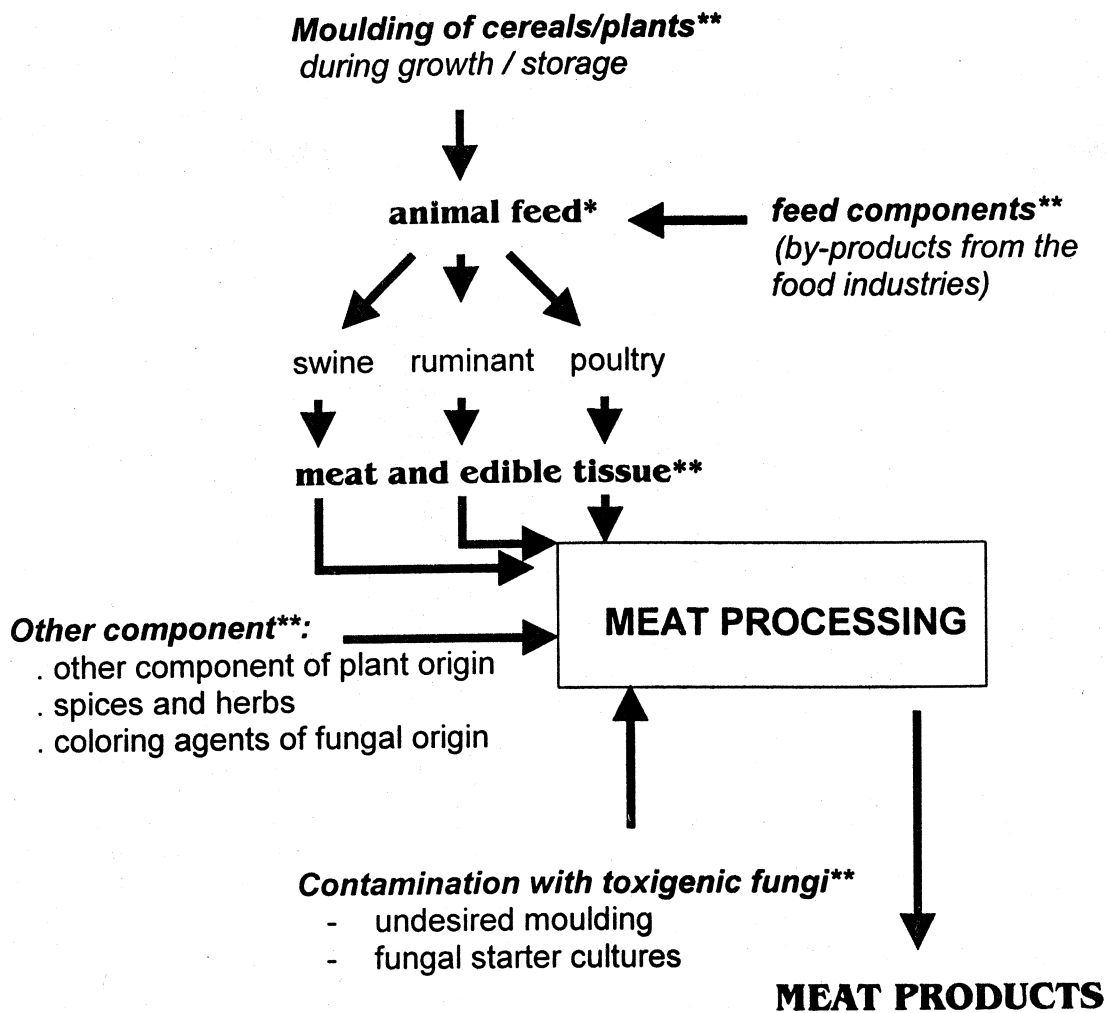 Moulding of cereals/plants**
during growth / storage
animal feed*
feed components**
(by-products from the
food industries)
swine ruminant poultry
meat and edible tissue**
MEAT PROCESSING
Other component**:
. other component of plant origin
. spices and herbs
. coloring agents of fungal origin
Contamination with toxigenic fungi**
- undesired moulding
- fungal starter cultures
MEAT PRODUCTS